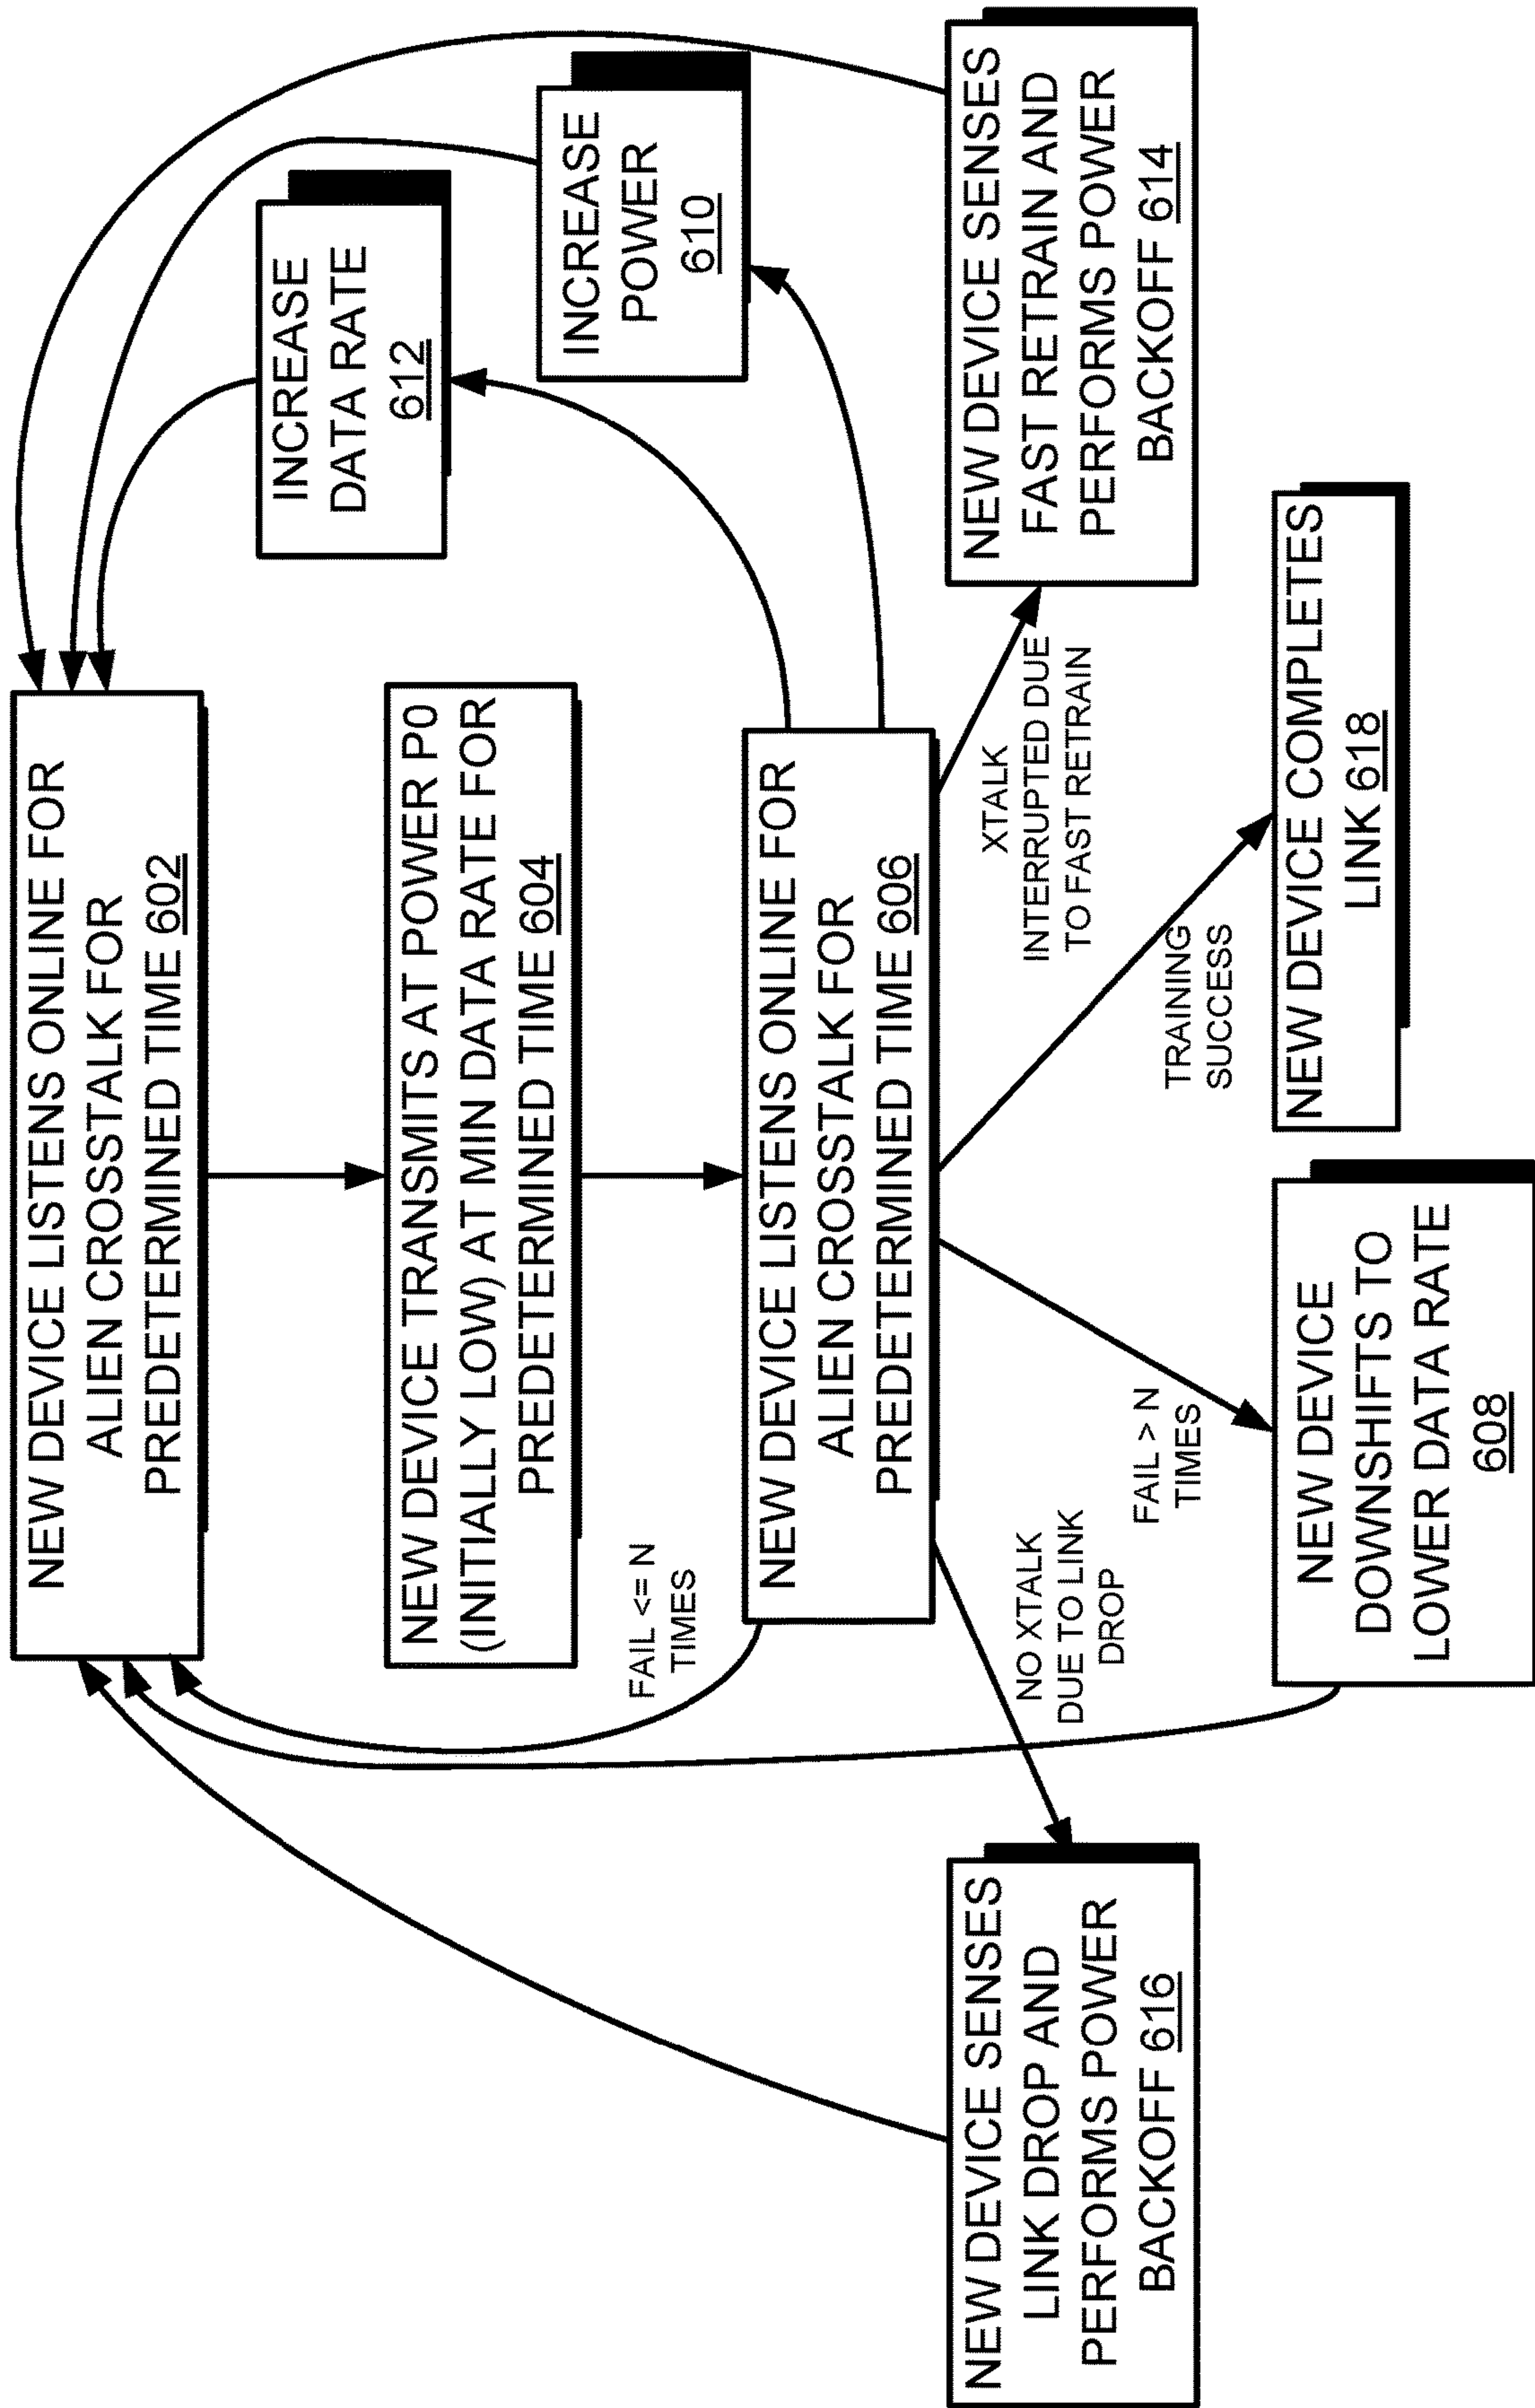 NEW DEVICE LISTENS ONLINE FOR
ALIEN CROSSTALK FOR
PREDETERMINED TIME 602
NEW DEVICE TRANSMITS AT POWER P0
(INITIALLY LOW) AT MIN DATA RATE FOR
PREDETERMINED TIME 604
INCREASE
DATA RATE
612
INCREASE
POWER
610
FAIL <= N
TIMES
NEW DEVICE LISTENS ONLINE FOR
ALIEN CROSSTALK FOR
PREDETERMINED TIME 606
NO XTALK
DUE TO LINK
DROP
FAIL > N
TIMES
TRAINING
SUCCESS
XTALK
INTERRUPTED DUE
TO FAST RETRAIN
NEW DEVICE SENSES
LINK DROP AND
PERFORMS POWER
BACKOFF 616
NEW DEVICE SENSES
FAST RETRAIN AND
PERFORMS POWER
BACKOFF 614
NEW DEVICE
DOWNSHIFTS TO
LOWER DATA RATE
608
NEW DEVICE COMPLETES
LINK 618